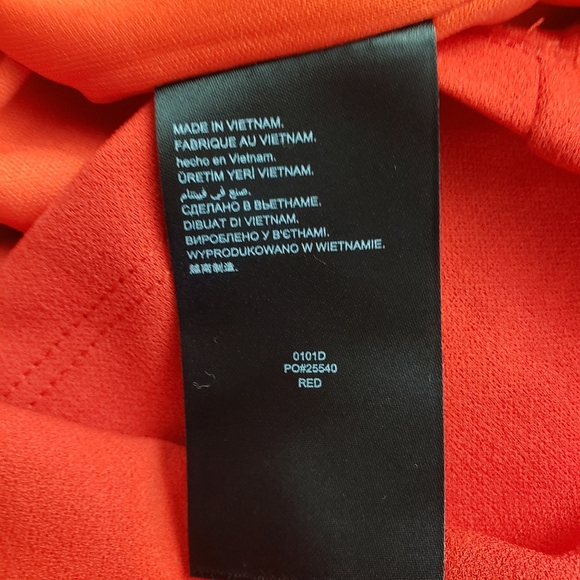 MADE IN VIETNAM.
FABRIQUE AU VIETNAM.
hecho en Vietnam.
ÜRETİM YERİ VIETNAM.
صنع في فيتنام.
СДЕЛАНО В ВЬЕТНАМЕ.
DIBUAT DI VIETNAM.
ВИРОБЛЕНО У В'ЄТНАМІ.
WYPRODUKOWANO W WIETNAMIE.
越南制造.
0101D
PO#25540
RED